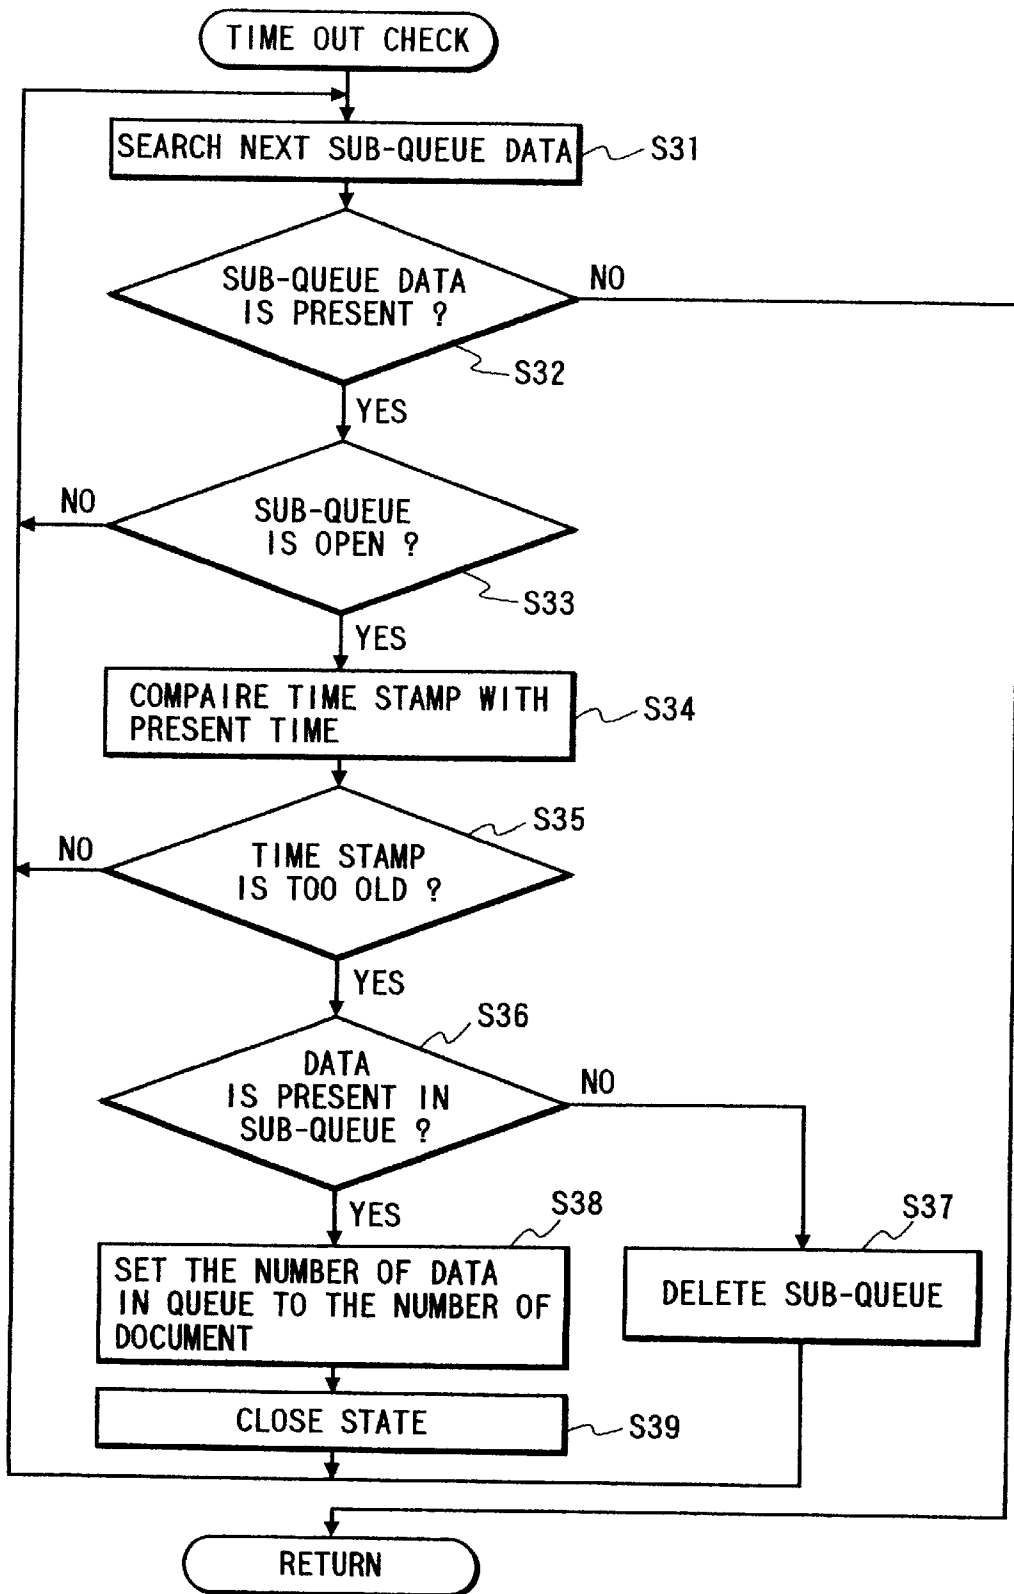 TIME OUT CHECK
SEARCH NEXT SUB-QUEUE DATA
S31
SUB-QUEUE DATA
IS PRESENT ?
NO
S32
YES
SUB-QUEUE
IS OPEN ?
NO
S33
YES
COMPAIRE TIME STAMP WITH
PRESENT TIME
S34
S35
TIME STAMP
IS TOO OLD ?
NO
YES
S36
DATA
IS PRESENT IN
SUB-QUEUE ?
NO
YES
S38
S37
SET THE NUMBER OF DATA
IN QUEUE TO THE NUMBER OF
DOCUMENT
DELETE SUB-QUEUE
CLOSE STATE
S39
RETURN